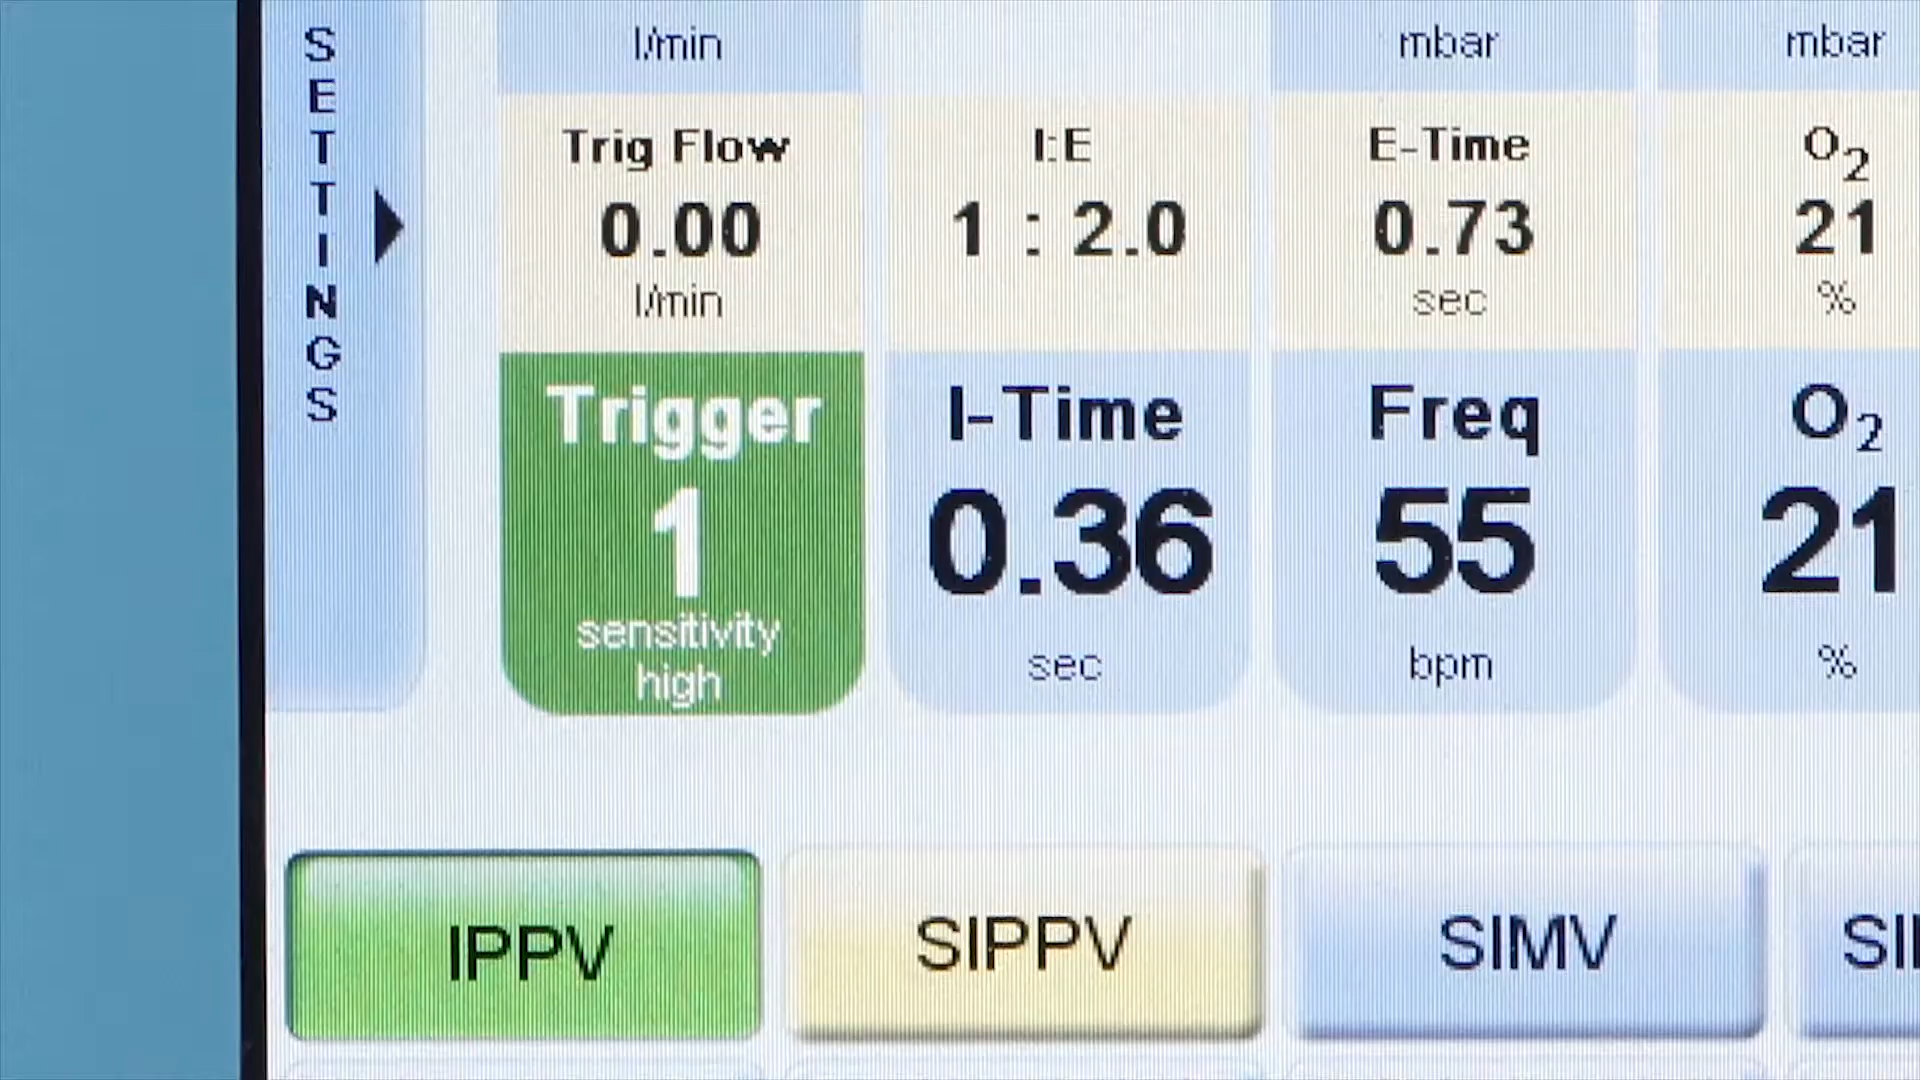 SETTINGS
l/min
mbar
mbar
Trig Flow
0.00
l/min
I:E
1 : 2.0
E-Time
0.73
sec
O2
21
%
Trigger
1
sensitivity
high
I-Time
0.36
sec
Freq
55
bpm
O2
21
%
IPPV
SIPPV
SIMV